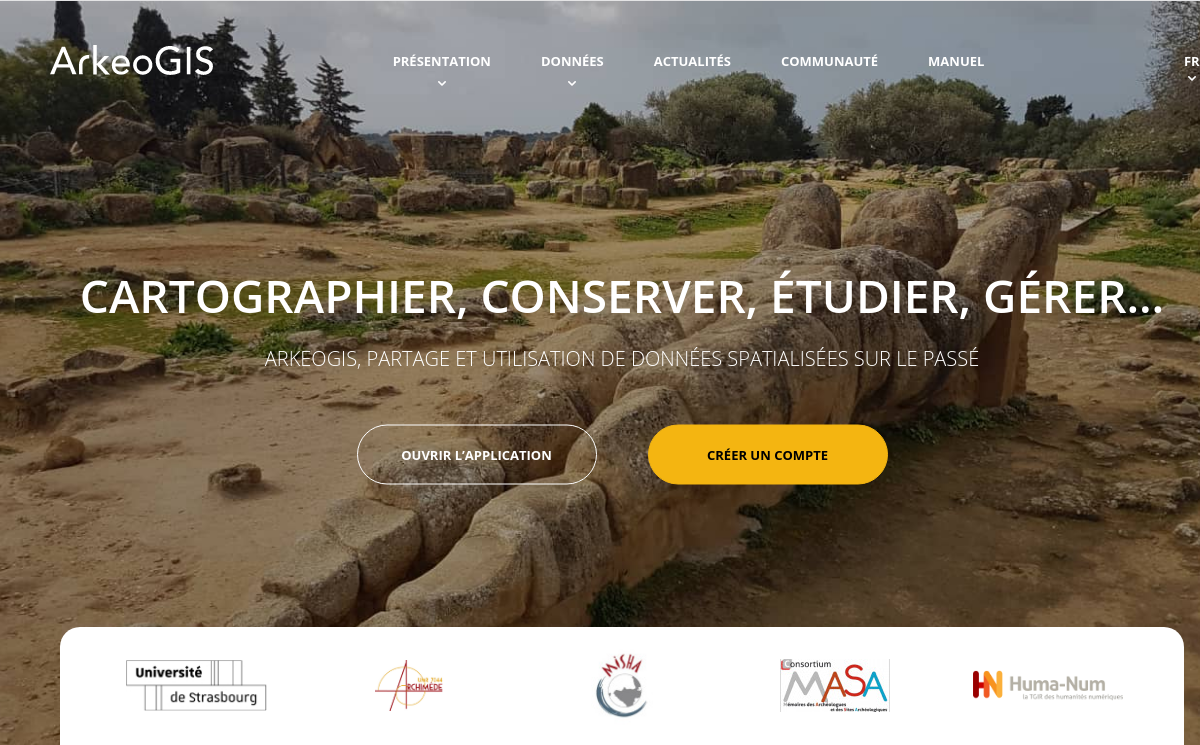 ArkeoGIS
PRÉSENTATION
DONNÉES
ACTUALITÉS
COMMUNAUTÉ
MANUEL
FR
CARTOGRAPHIER, CONSERVER, ÉTUDIER, GÉRER...
ARKEOGIS, PARTAGE ET UTILISATION DE DONNÉES SPATIALISÉES SUR LE PASSÉ
OUVRIR L'APPLICATION
CRÉER UN COMPTE
Université
de Strasbourg
UMR 7044
ARCHIMÈDE
MISHA
Consortium
MASA
Mémoires des Archéologues
et des Sites Archéologiques
HN Huma-Num
la TGIR des humanités numériques